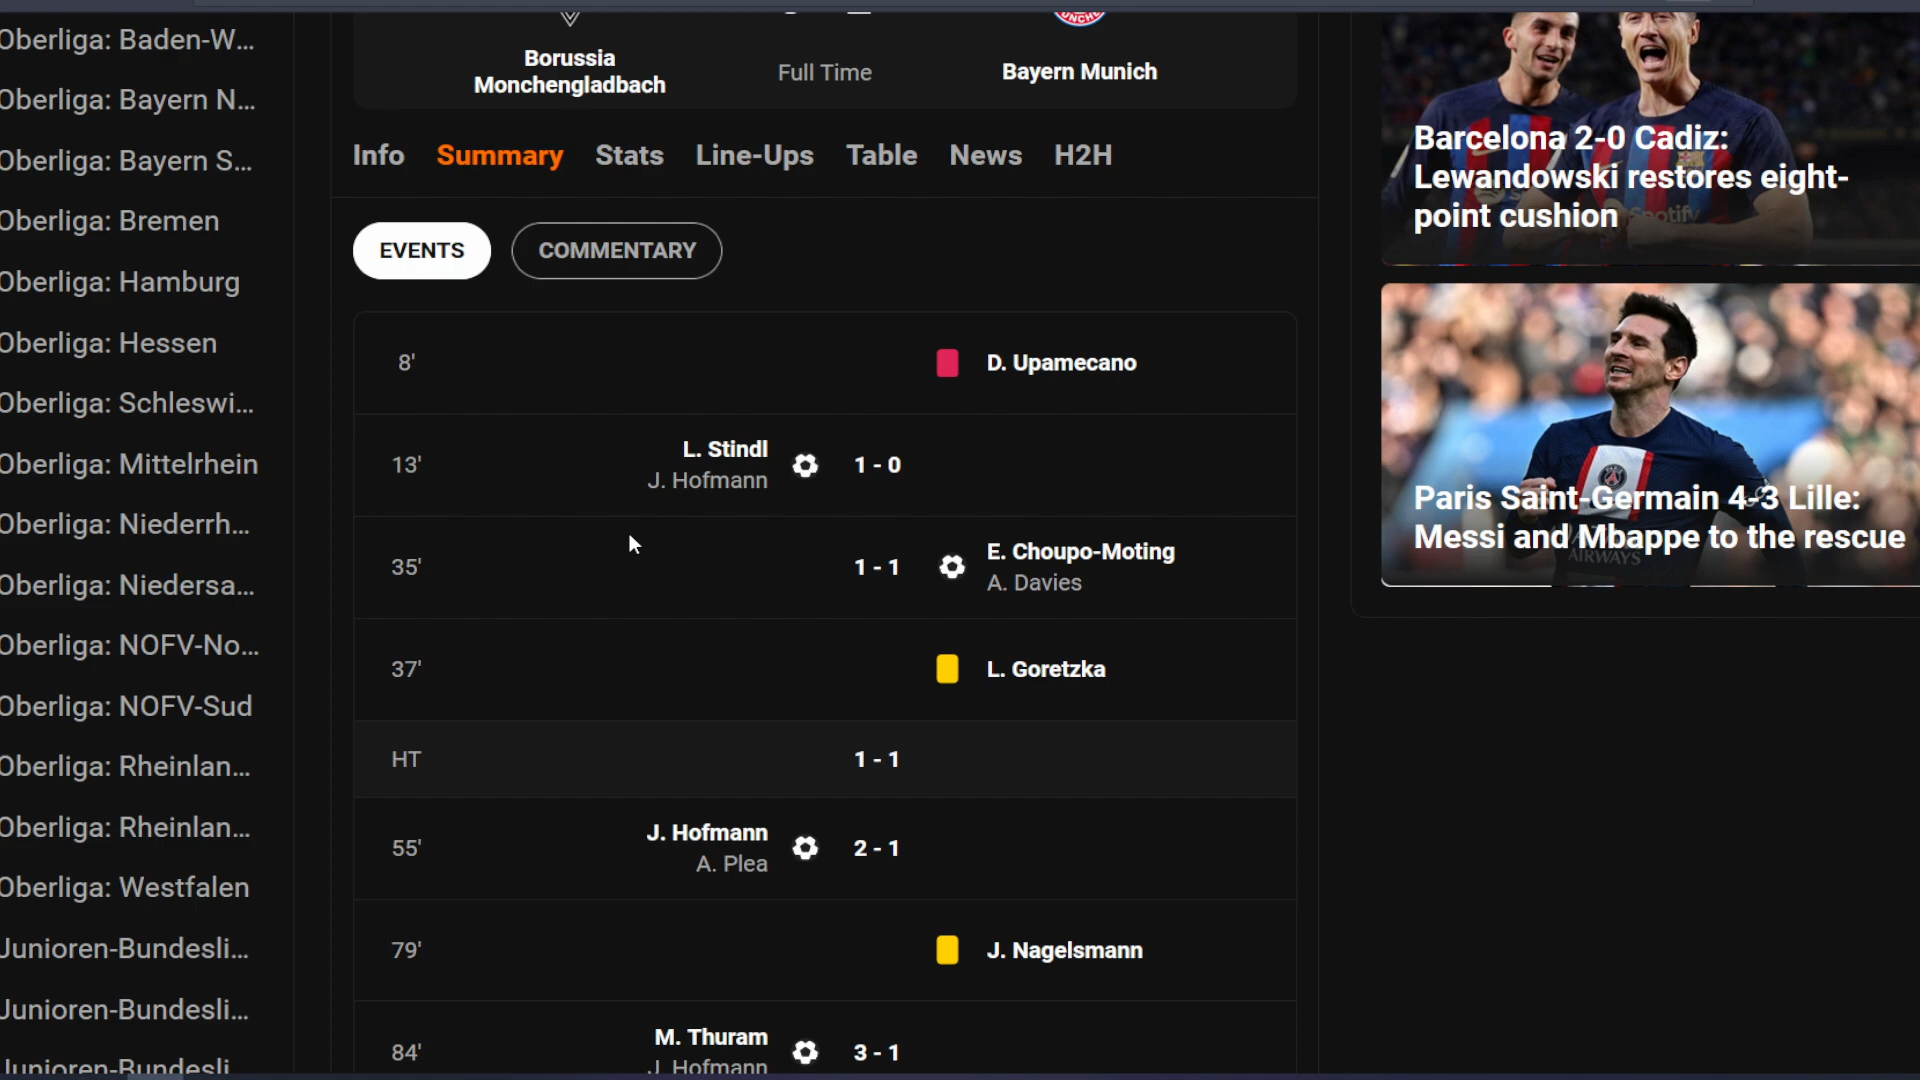 Oberliga: Baden-W...
Oberliga: Bayern N...
Oberliga: Bayern S...
Oberliga: Bremen
Oberliga: Hamburg
Oberliga: Hessen
Oberliga: Schleswi...
Oberliga: Mittelrhein
Oberliga: Niederrh...
Oberliga: Niedersa...
Oberliga: NOFV-No...
Oberliga: NOFV-Sud
Oberliga: Rheinlan...
Oberliga: Rheinlan...
Oberliga: Westfalen
Junioren-Bundesli...
Junioren-Bundesli...
Junioren-Bundesli
Borussia
Monchengladbach
Full Time
Bayern Munich
Info Summary Stats Line-Ups Table News H2H
EVENTS COMMENTARY
8' D. Upamecano
13' L. Stindl 1 - 0
J. Hofmann
35' 1 - 1 E. Choupo-Moting
A. Davies
37' L. Goretzka
HT 1 - 1
55' J. Hofmann 2 - 1
A. Plea
79' J. Nagelsmann
84' M. Thuram 3 - 1
J. Hofmann
Barcelona 2-0 Cadiz:
Lewandowski restores eight-
point cushion
Spotify
Paris Saint-Germain 4-3 Lille:
Messi and Mbappe to the rescue
AIRWAYS